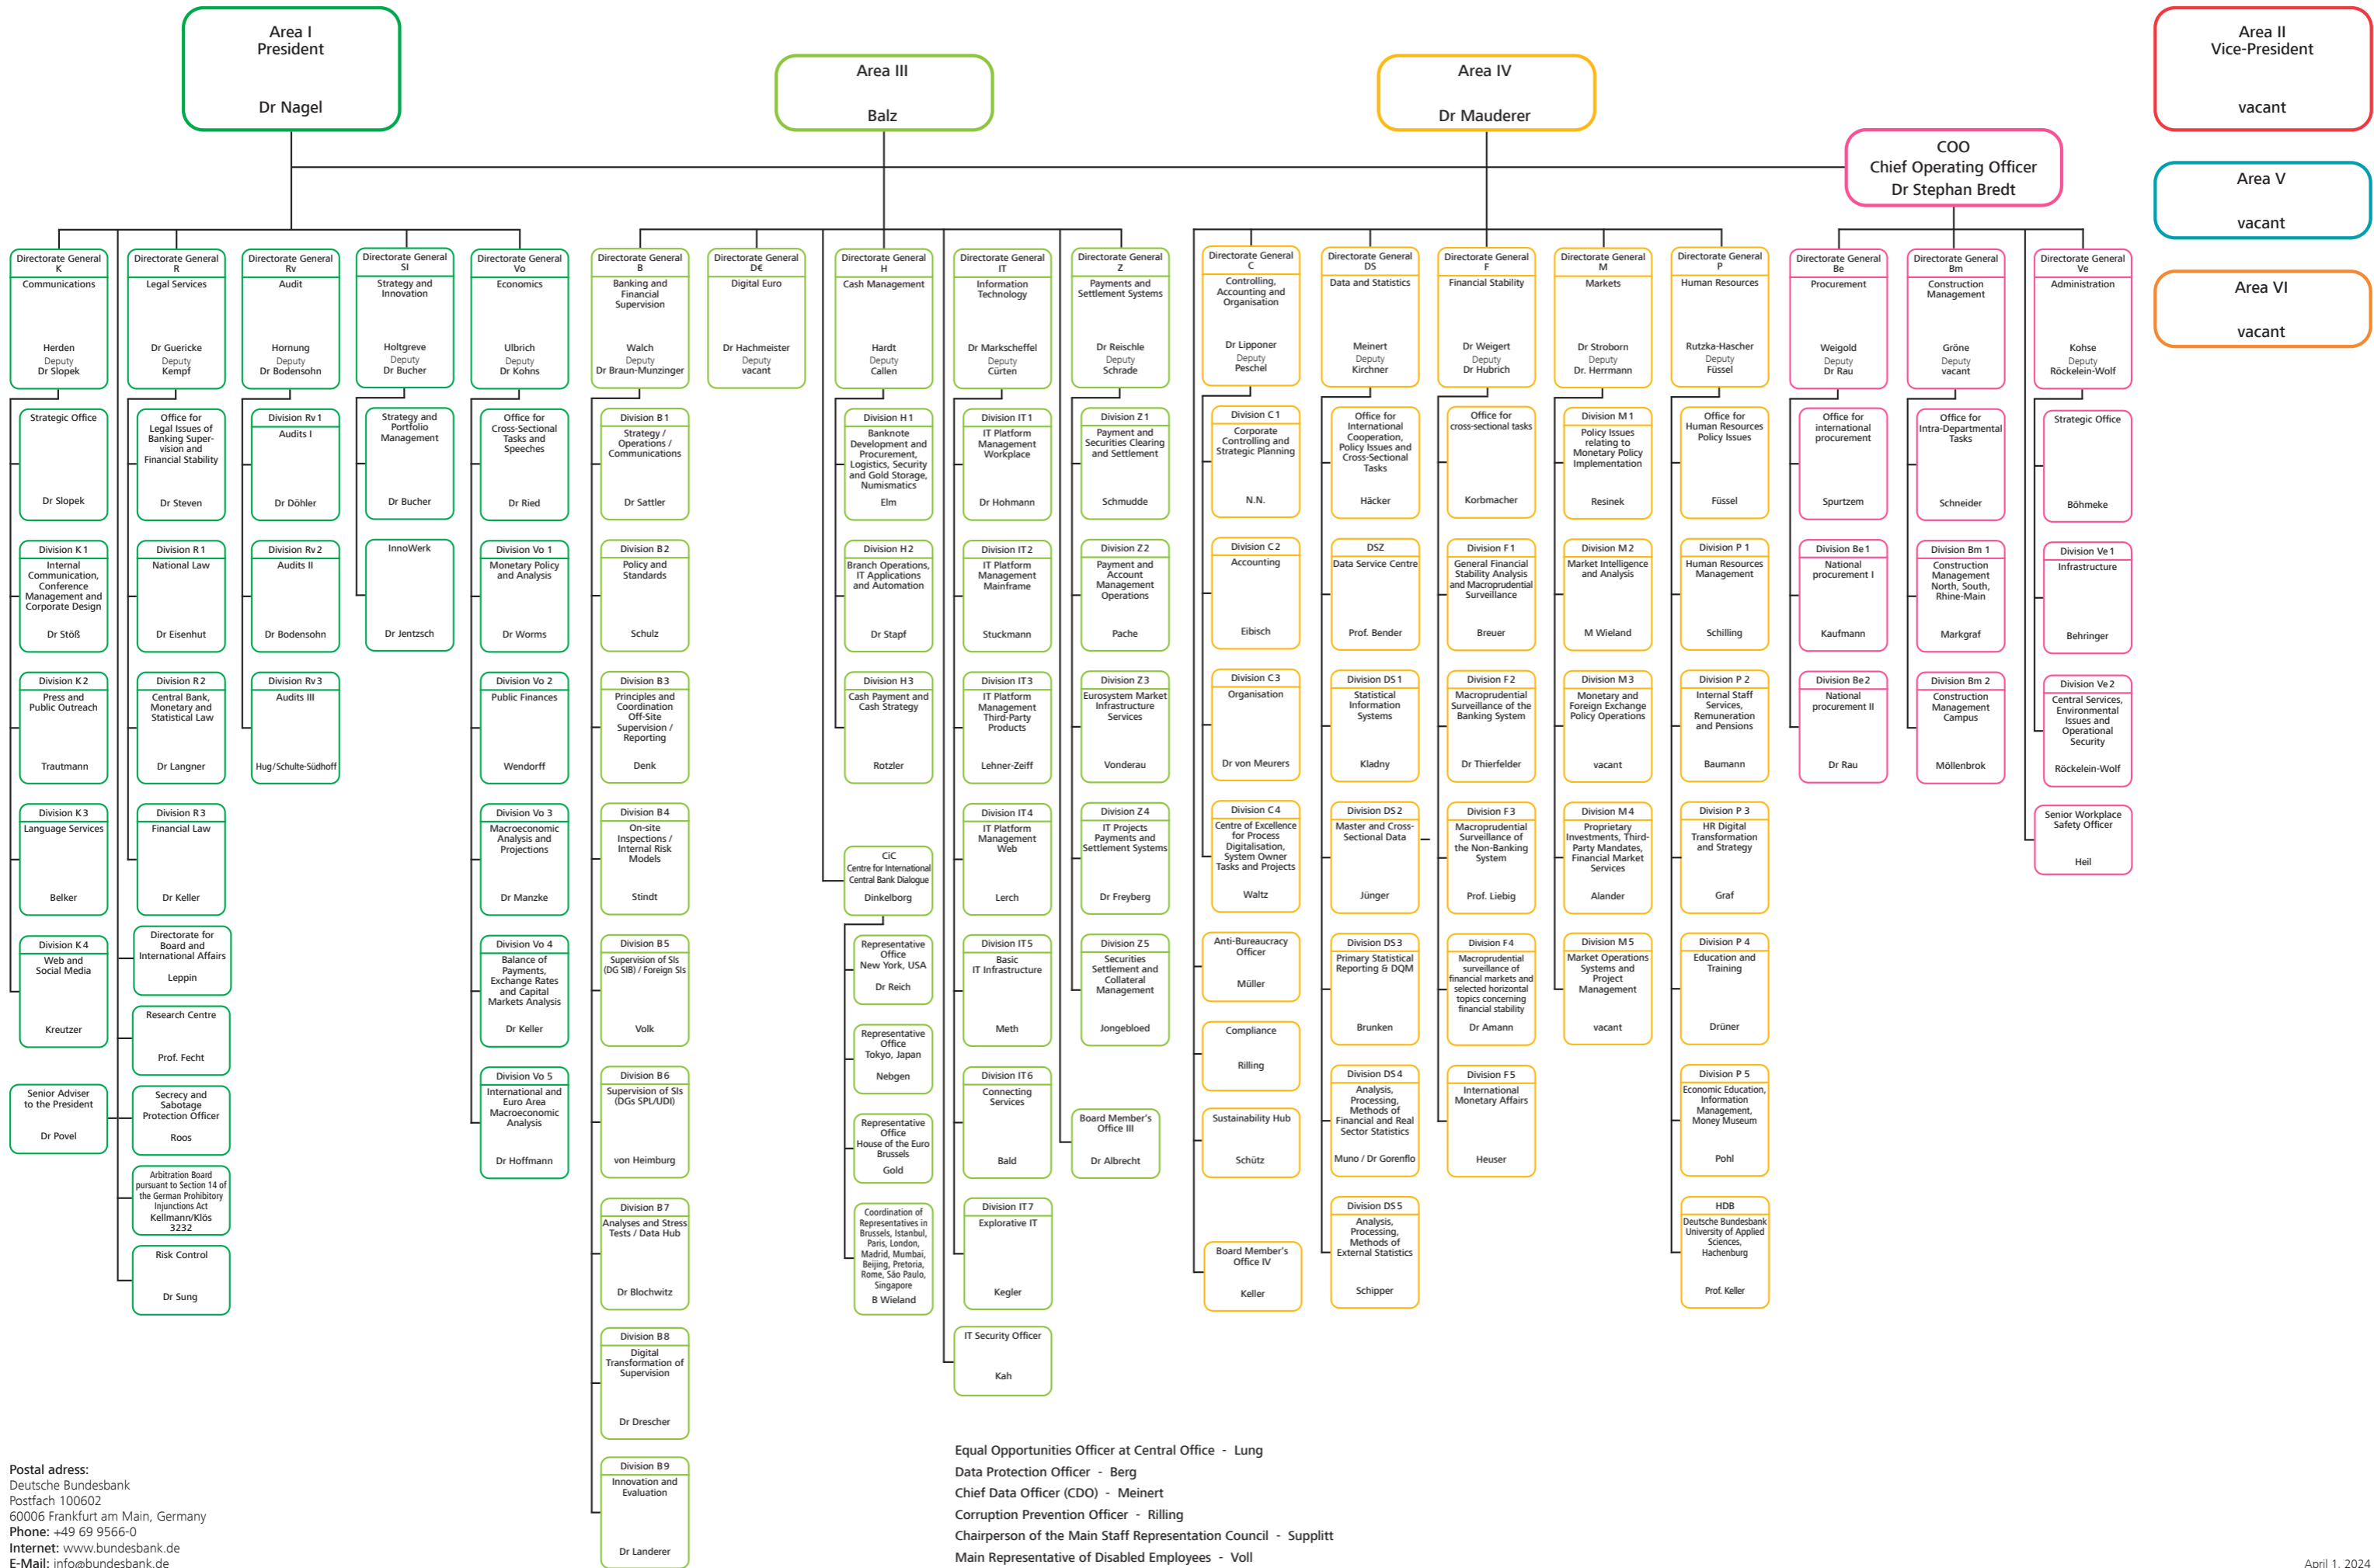 Area I
President
Dr Nagel
Area III
Balz
Area IV
Dr Mauderer
Area II
Vice-President
vacant
COO
Chief Operating Officer
Dr Stephan Bredt
Area V
vacant
Area VI
vacant
Directorate General
K
Communications
Herden
Deputy
Dr Slopek
Strategic Office
Dr Slopek
Division K 1
Internal
Communication,
Conference
Management and
Corporate Design
Dr Stöß
Division K 2
Press and
Public Outreach
Trautmann
Division K 3
Language Services
Belker
Division K 4
Web and
Social Media
Kreutzer
Senior Adviser
to the President
Dr Povel
Directorate General
R
Legal Services
Dr Guericke
Deputy
Kempf
Office for
Legal Issues of
Banking Super-
vision and
Financial Stability
Dr Steven
Division R 1
National Law
Dr Eisenhut
Division R 2
Central Bank,
Monetary and
Statistical Law
Dr Langner
Division R 3
Financial Law
Dr Keller
Directorate for
Board and
International Affairs
Leppin
Research Centre
Prof. Fecht
Secrecy and
Sabotage
Protection Officer
Roos
Arbitration Board
pursuant to Section 14 of
the German Prohibitory
Injunctions Act
Kellmann/Klös
3232
Risk Control
Dr Sung
Directorate General
Rv
Audit
Hornung
Deputy
Dr Bodensohn
Division Rv 1
Audits I
Dr Döhler
Division Rv 2
Audits II
Dr Bodensohn
Division Rv 3
Audits III
Hug/Schulte-Südhoff
Directorate General
SI
Strategy and
Innovation
Holtgreve
Deputy
Dr Bucher
Strategy and
Portfolio
Management
Dr Bucher
InnoWerk
Dr Jentzsch
Directorate General
Vo
Economics
Ulbrich
Deputy
Dr Kohns
Office for
Cross-Sectional
Tasks and
Speeches
Dr Ried
Division Vo 1
Monetary Policy
and Analysis
Dr Worms
Division Vo 2
Public Finances
Wendorff
Division Vo 3
Macroeconomic
Analysis and
Projections
Dr Manzke
Division Vo 4
Balance of
Payments,
Exchange Rates
and Capital
Markets Analysis
Dr Keller
Division Vo 5
International and
Euro Area
Macroeconomic
Analysis
Dr Hoffmann
Directorate General
B
Banking and
Financial
Supervision
Walch
Deputy
Dr Braun-Munzinger
Division B 1
Strategy /
Operations /
Communications
Dr Sattler
Division B 2
Policy and
Standards
Schulz
Division B 3
Principles and
Coordination
Off-Site
Supervision /
Reporting
Denk
Division B 4
On-site
Inspections /
Internal Risk
Models
Stindt
Division B 5
Supervision of SIs
(DG SIB) / Foreign SIs
Volk
Division B 6
Supervision of SIs
(DGs SPL/UDI)
von Heimburg
Division B 7
Analyses and Stress
Tests / Data Hub
Dr Blochwitz
Division B 8
Digital
Transformation of
Supervision
Dr Drescher
Division B 9
Innovation and
Evaluation
Dr Landerer
Directorate General
D€
Digital Euro
Dr Hachmeister
Deputy
vacant
Directorate General
H
Cash Management
Hardt
Deputy
Callen
Division H 1
Banknote
Development and
Procurement,
Logistics, Security
and Gold Storage,
Numismatics
Elm
Division H 2
Branch Operations,
IT Applications
and Automation
Dr Stapf
Division H 3
Cash Payment and
Cash Strategy
Rotzler
CiC
Centre for International
Central Bank Dialogue
Dinkelborg
Representative
Office
New York, USA
Dr Reich
Representative
Office
Tokyo, Japan
Nebgen
Representative
Office
House of the Euro
Brussels
Gold
Coordination of
Representatives in
Brussels, Istanbul,
Paris, London,
Madrid, Mumbai,
Beijing, Pretoria,
Rome, São Paulo,
Singapore
B Wieland
Directorate General
IT
Information
Technology
Dr Markscheffel
Deputy
Cürten
Division IT 1
IT Platform
Management
Workplace
Dr Hohmann
Division IT 2
IT Platform
Management
Mainframe
Stuckmann
Division IT 3
IT Platform
Management
Third-Party
Products
Lehner-Zeiff
Division IT 4
IT Platform
Management
Web
Lerch
Division IT 5
Basic
IT Infrastructure
Meth
Division IT 6
Connecting
Services
Bald
Division IT 7
Explorative IT
Kegler
IT Security Officer
Kah
Directorate General
Z
Payments and
Settlement Systems
Dr Reischle
Deputy
Schrade
Division Z 1
Payment and
Securities Clearing
and Settlement
Schmudde
Division Z 2
Payment and
Account
Management
Operations
Pache
Division Z 3
Eurosystem Market
Infrastructure
Services
Vonderau
Division Z 4
IT Projects
Payments and
Settlement Systems
Dr Freyberg
Division Z 5
Securities
Settlement and
Collateral
Management
Jongebloed
Board Member's
Office III
Dr Albrecht
Directorate General
C
Controlling,
Accounting and
Organisation
Dr Lipponer
Deputy
Peschel
Division C 1
Corporate
Controlling and
Strategic Planning
N.N.
Division C 2
Accounting
Eibisch
Division C 3
Organisation
Dr von Meurers
Division C 4
Centre of Excellence
for Process
Digitalisation,
System Owner
Tasks and Projects
Waltz
Anti-Bureaucracy
Officer
Müller
Compliance
Rilling
Sustainability Hub
Schütz
Board Member's
Office IV
Keller
Directorate General
DS
Data and Statistics
Meinert
Deputy
Kirchner
Office for
International
Cooperation,
Policy Issues and
Cross-Sectional
Tasks
Häcker
DSZ
Data Service Centre
Prof. Bender
Division DS 1
Statistical
Information
Systems
Kladny
Division DS 2
Master and Cross-
Sectional Data
Jünger
Division DS 3
Primary Statistical
Reporting & DQM
Brunken
Division DS 4
Analysis,
Processing,
Methods of
Financial and Real
Sector Statistics
Muno / Dr Gorenflo
Division DS 5
Analysis,
Processing,
Methods of
External Statistics
Schipper
Directorate General
F
Financial Stability
Dr Weigert
Deputy
Dr Hubrich
Office for
cross-sectional tasks
Korbmacher
Division F 1
General Financial
Stability Analysis
and Macroprudential
Surveillance
Breuer
Division F 2
Macroprudential
Surveillance of the
Banking System
Dr Thierfelder
Division F 3
Macroprudential
Surveillance of
the Non-Banking
System
Prof. Liebig
Division F 4
Macroprudential
surveillance of
financial markets and
selected horizontal
topics concerning
financial stability
Dr Amann
Division F 5
International
Monetary Affairs
Heuser
Directorate General
M
Markets
Dr Stroborn
Deputy
Dr. Herrmann
Division M 1
Policy Issues
relating to
Monetary Policy
Implementation
Resinek
Division M 2
Market Intelligence
and Analysis
M Wieland
Division M 3
Monetary and
Foreign Exchange
Policy Operations
vacant
Division M 4
Proprietary
Investments, Third-
Party Mandates,
Financial Market
Services
Alander
Division M 5
Market Operations
Systems and
Project
Management
vacant
Directorate General
P
Human Resources
Rutzka-Hascher
Deputy
Füssel
Office for
Human Resources
Policy Issues
Füssel
Division P 1
Human Resources
Management
Schilling
Division P 2
Internal Staff
Services,
Remuneration
and Pensions
Baumann
Division P 3
HR Digital
Transformation
and Strategy
Graf
Division P 4
Education and
Training
Drüner
Division P 5
Economic Education,
Information
Management,
Money Museum
Pohl
HDB
Deutsche Bundesbank
University of Applied
Sciences,
Hachenburg
Prof. Keller
Directorate General
Be
Procurement
Weigold
Deputy
Dr Rau
Office for
international
procurement
Spurtzem
Division Be 1
National
procurement I
Kaufmann
Division Be 2
National
procurement II
Dr Rau
Directorate General
Bm
Construction
Management
Gröne
Deputy
vacant
Office for
Intra-Departmental
Tasks
Schneider
Division Bm 1
Construction
Management
North, South,
Rhine-Main
Markgraf
Division Bm 2
Construction
Management
Campus
Möllenbrok
Directorate General
Ve
Administration
Kohse
Deputy
Röckelein-Wolf
Strategic Office
Böhmeke
Division Ve 1
Infrastructure
Behringer
Division Ve 2
Central Services,
Environmental
Issues and
Operational
Security
Röckelein-Wolf
Senior Workplace
Safety Officer
Heil
Equal Opportunities Officer at Central Office - Lung
Data Protection Officer - Berg
Chief Data Officer (CDO) - Meinert
Corruption Prevention Officer - Rilling
Chairperson of the Main Staff Representation Council - Supplitt
Main Representative of Disabled Employees - Voll
Postal adress:
Deutsche Bundesbank
Postfach 100602
60006 Frankfurt am Main, Germany
Phone: +49 69 9566-0
Internet: www.bundesbank.de
E-Mail: info@bundesbank.de
April 1, 2024